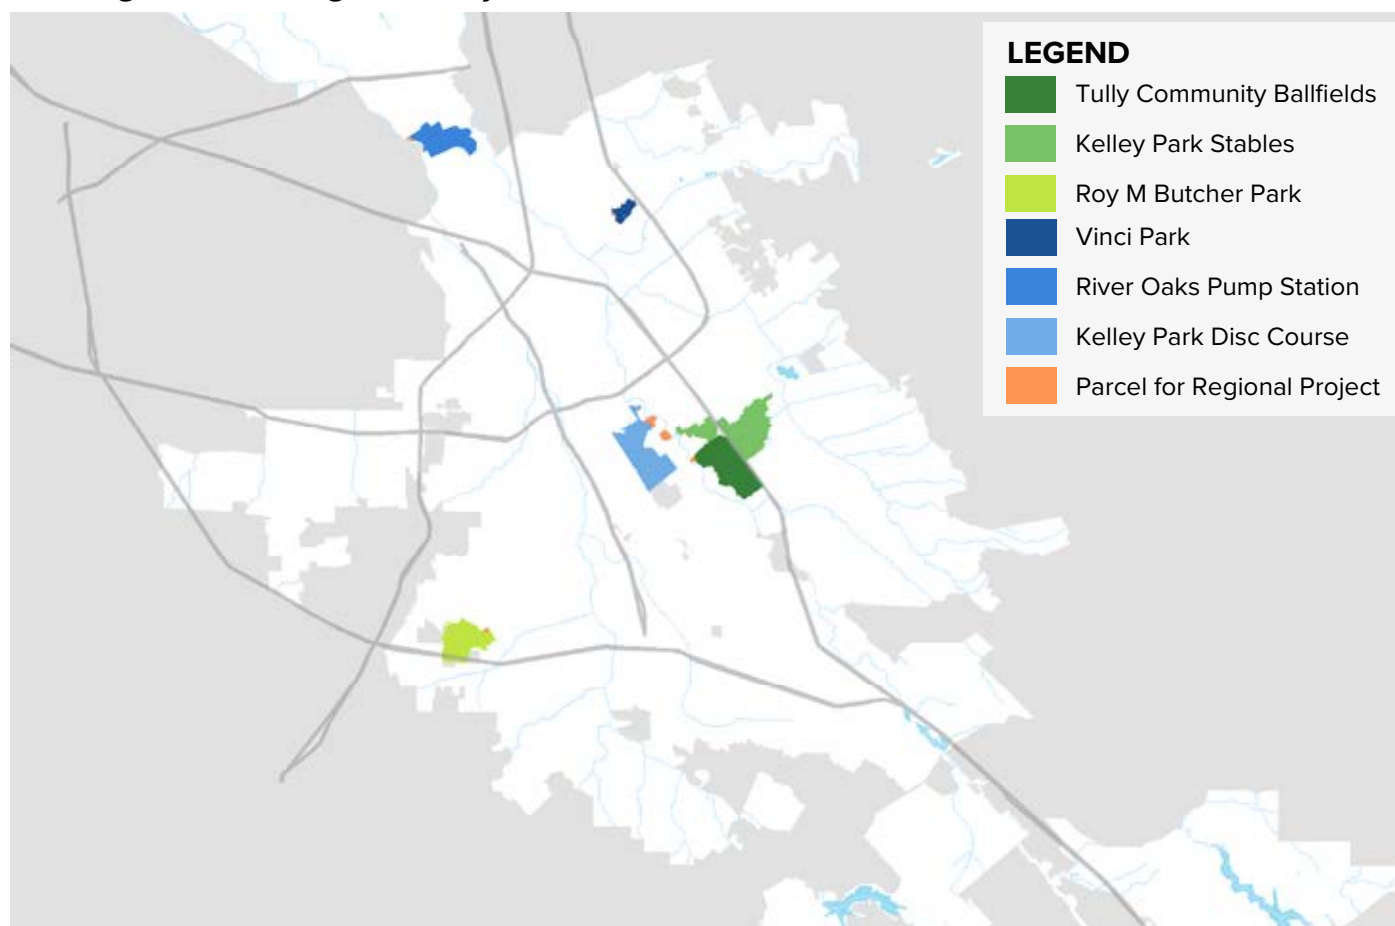 LEGEND
Tully Community Ballfields
Kelley Park Stables
Roy M Butcher Park
Vinci Park
River Oaks Pump Station
Kelley Park Disc Course
Parcel for Regional Project